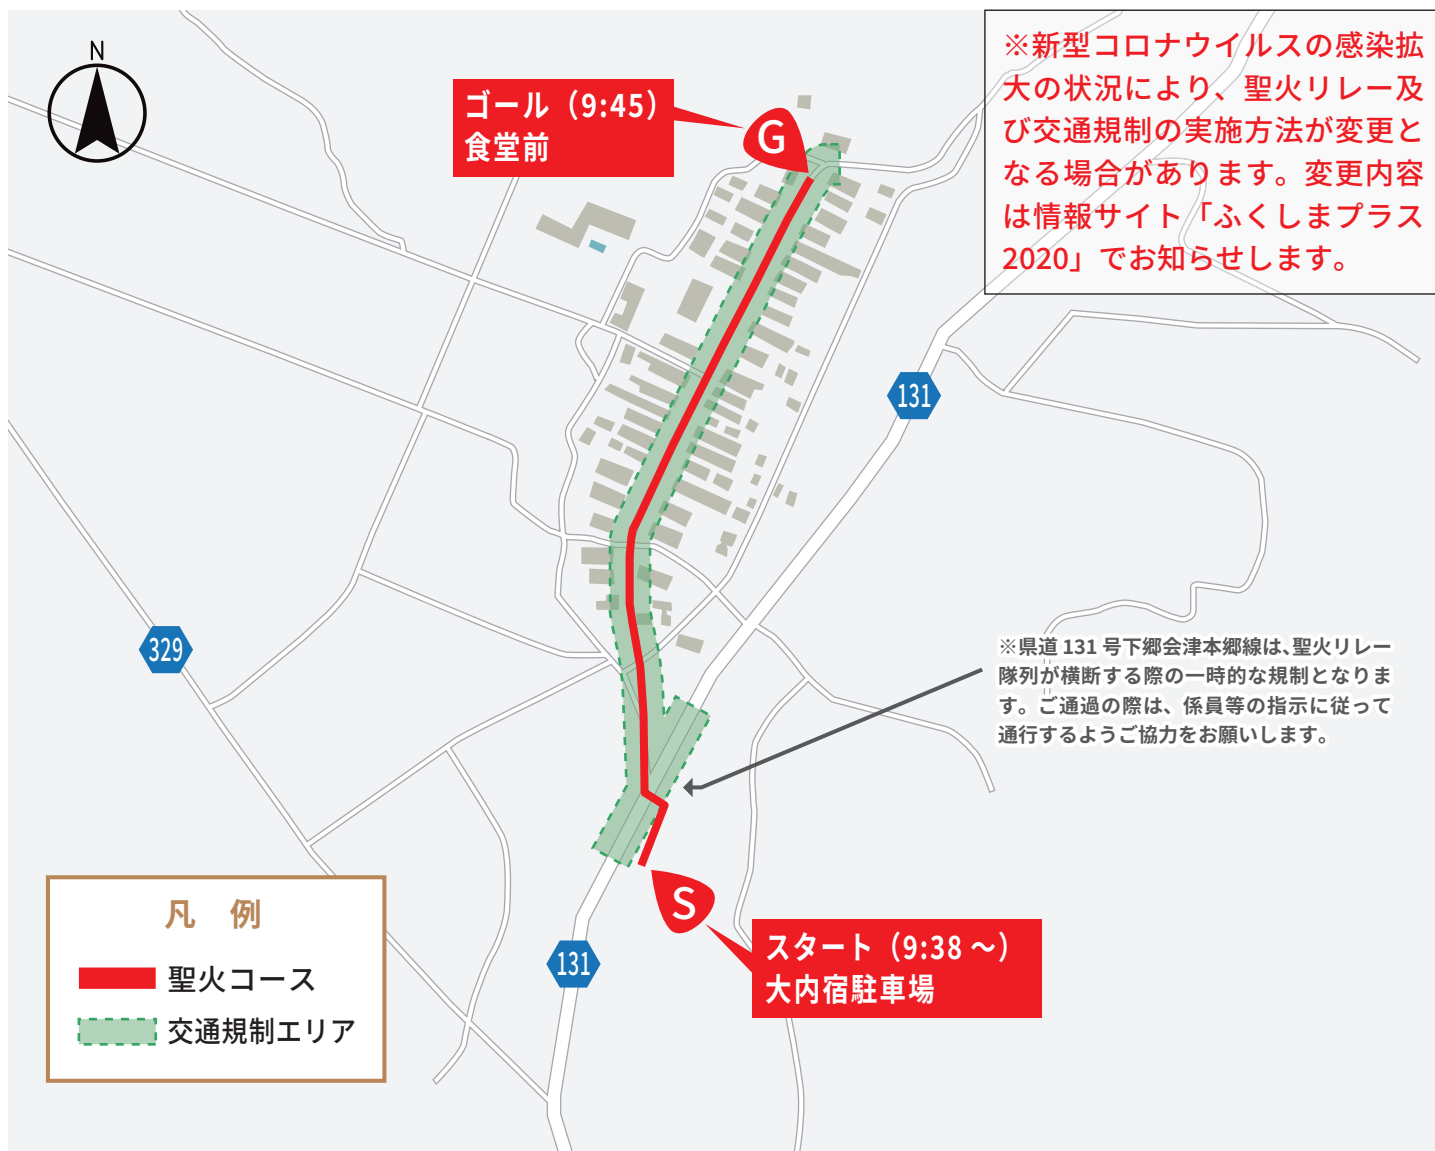 N
ゴール（9:45）
食堂前
G
※新型コロナウイルスの感染拡
大の状況により、聖火リレー及
び交通規制の実施方法が変更と
なる場合があります。変更内容
は情報サイト「ふくしまプラス
2020」でお知らせします。
131
329
※県道 131 号下郷会津本郷線は、聖火リレー
隊列が横断する際の一時的な規制となりま
す。ご通過の際は、係員等の指示に従って
通行するようご協力をお願いします。
S
スタート（9:38 ～）
大内宿駐車場
131
凡　例
聖火コース
交通規制エリア